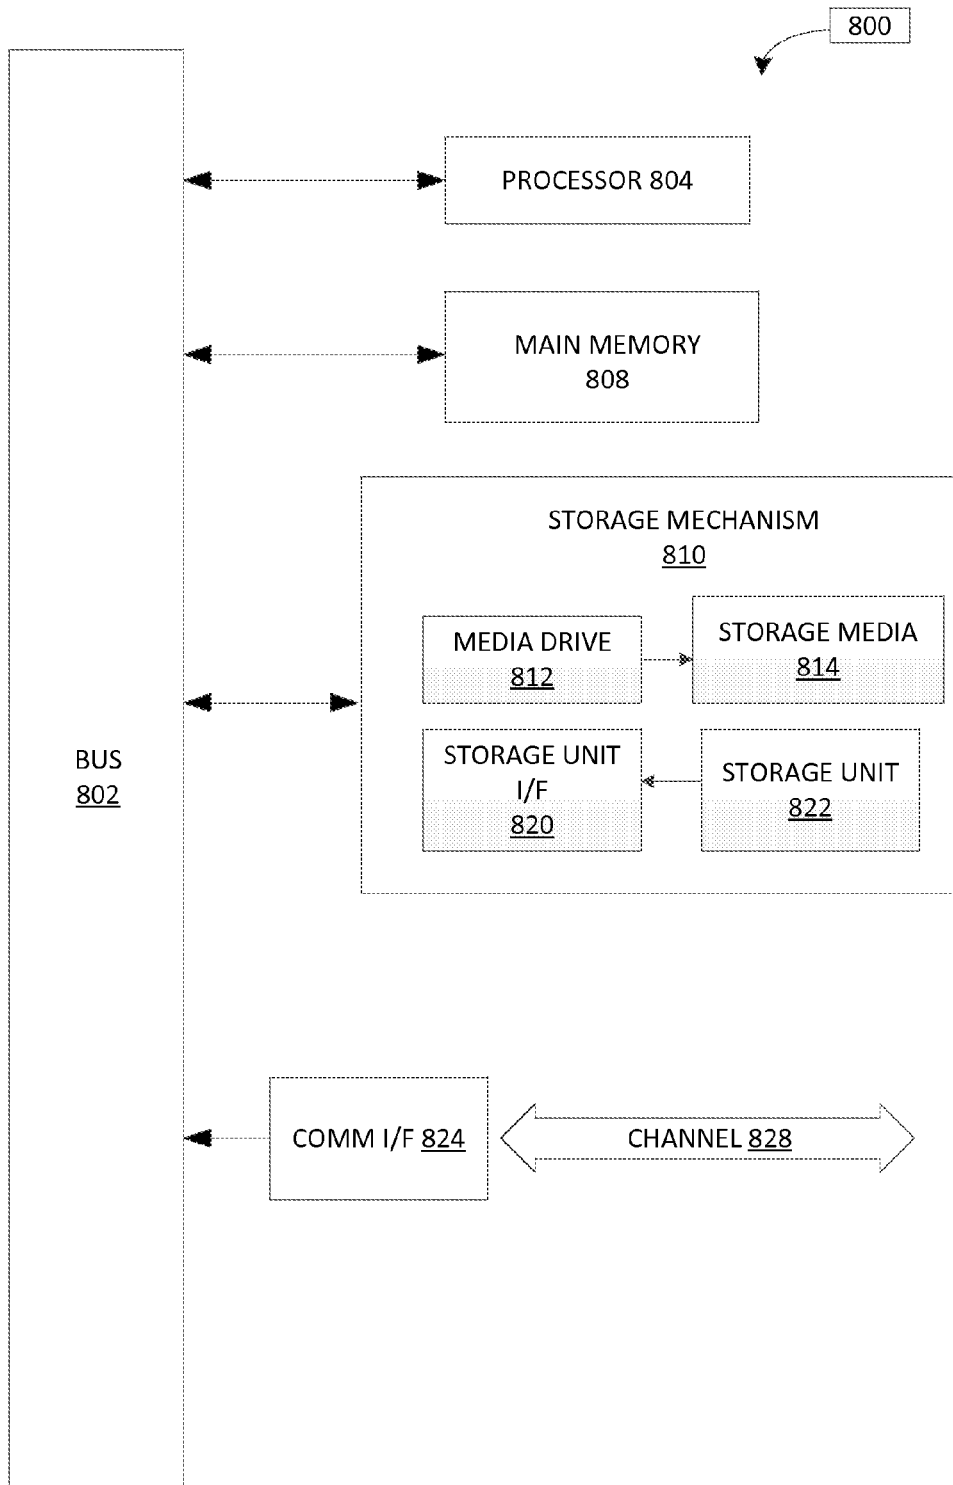 800
PROCESSOR 804
MAIN MEMORY
808
STORAGE MECHANISM
810
MEDIA DRIVE
812
STORAGE MEDIA
814
STORAGE UNIT
I/F
820
STORAGE UNIT
822
BUS
802
COMM I/F 824
CHANNEL 828